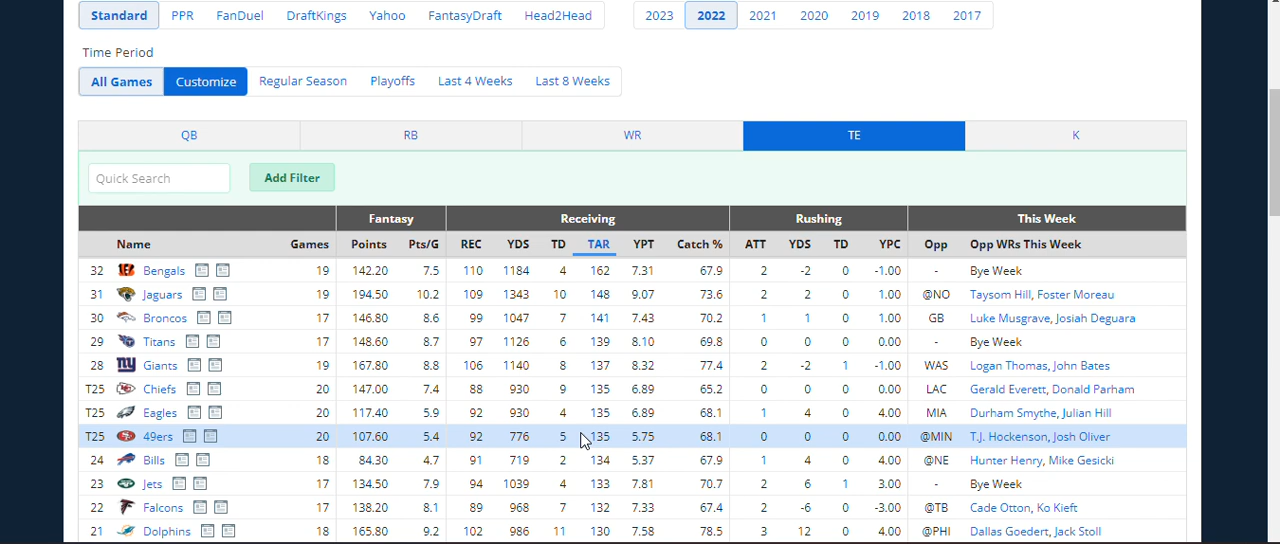 Standard PPR FanDuel DraftKings Yahoo FantasyDraft Head2Head 2023 2022 2021 2020 2019 2018 2017
Time Period
All Games Customize Regular Season Playoffs Last 4 Weeks Last 8 Weeks
QB RB WR TE K
Quick Search Add Filter
Fantasy Receiving Rushing This Week
Name Games Points Pts/G REC YDS TD TAR YPT Catch % ATT YDS TD YPC Opp Opp WRs This Week
32 Bengals 19 142.20 7.5 110 1184 4 162 7.31 67.9 2 -2 0 -1.00 - Bye Week
31 Jaguars 19 194.50 10.2 109 1343 10 148 9.07 73.6 2 2 0 1.00 @NO Taysom Hill, Foster Moreau
30 Broncos 17 146.80 8.6 99 1047 7 141 7.43 70.2 1 1 0 1.00 GB Luke Musgrave, Josiah Deguara
29 Titans 17 148.60 8.7 97 1126 6 139 8.10 69.8 0 0 0 0.00 - Bye Week
28 Giants 19 167.80 8.8 106 1140 8 137 8.32 77.4 2 -2 1 -1.00 WAS Logan Thomas, John Bates
T25 Chiefs 20 147.00 7.4 88 930 9 135 6.89 65.2 0 0 0 0.00 LAC Gerald Everett, Donald Parham
T25 Eagles 20 117.40 5.9 92 930 4 135 6.89 68.1 1 4 0 4.00 MIA Durham Smythe, Julian Hill
T25 49ers 20 107.60 5.4 92 776 5 135 5.75 68.1 0 0 0 0.00 @MIN T.J. Hockenson, Josh Oliver
24 Bills 18 84.30 4.7 91 719 2 134 5.37 67.9 1 4 0 4.00 @NE Hunter Henry, Mike Gesicki
23 Jets 17 134.50 7.9 94 1039 4 133 7.81 70.7 2 6 1 3.00 - Bye Week
22 Falcons 17 138.20 8.1 89 968 7 132 7.33 67.4 2 -6 0 -3.00 @TB Cade Otton, Ko Kieft
21 Dolphins 18 165.80 9.2 102 986 11 130 7.58 78.5 3 12 0 4.00 @PHI Dallas Goedert, Jack Stoll